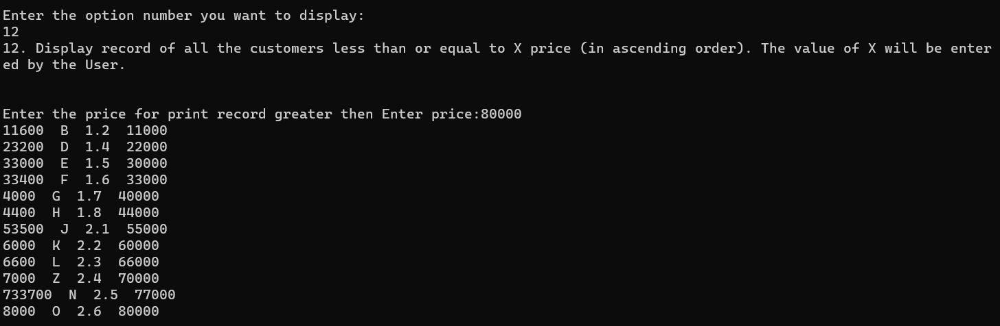 Enter the option number you want to display:
12
12. Display record of all the customers less than or equal to X price (in ascending order). The value of X will be enter
ed by the User.
Enter the price for print record greater then Enter price:80000
11600  B  1.2  11000
23200  D  1.4  22000
33000  E  1.5  30000
33400  F  1.6  33000
4000  G  1.7  40000
4400  H  1.8  44000
53500  J  2.1  55000
6000  K  2.2  60000
6600  L  2.3  66000
7000  Z  2.4  70000
733700  N  2.5  77000
8000  O  2.6  80000